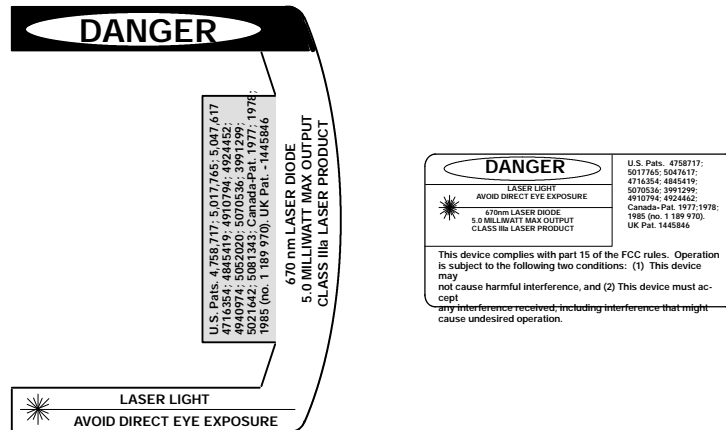 DANGER
U.S. Pats. 4,758,717; 5,017,765; 5,047,617
4716354; 4845419; 4910794; 4924452;
4940974; 5052020; 5070536; 3991299;
5021642; 5081343; Canada-Pat. 1977; 1978;
1985 (no. 1 189 970). UK Pat. -1445846
670 nm LASER DIODE
5.0 MILLIWATT MAX OUTPUT
CLASS IIIa LASER PRODUCT
LASER LIGHT
AVOID DIRECT EYE EXPOSURE
DANGER
LASER LIGHT
AVOID DIRECT EYE EXPOSURE
670nm LASER DIODE
5.0 MILLIWATT MAX OUTPUT
CLASS IIIa LASER PRODUCT
U.S. Pats. 4758717;
5017765; 5047617;
4716354; 4845419;
5070536; 3991299;
4910794; 4924462;
Canada- Pat. 1977;1978;
1985 (no. 1 189 970)
UK Pat. 1445846
This device complies with part 15 of the FCC rules. Operation
is subject to the following two conditions: (1) This device
may
not cause harmful interference, and (2) This device must ac-
cept
any interference received, including interference that might
cause undesired operation.